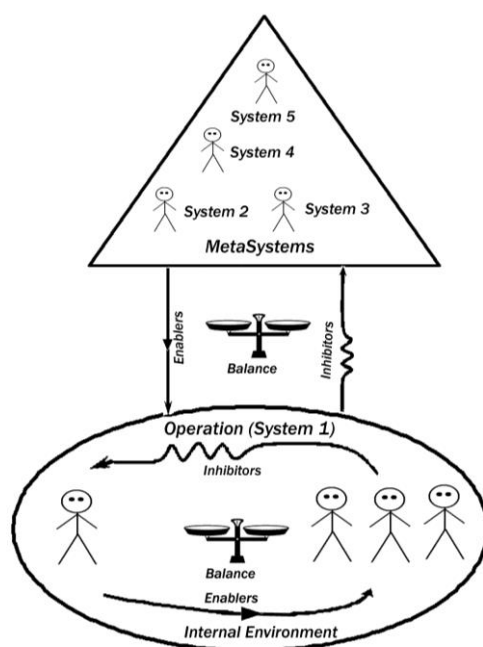 System 5
System 4
System 2
System 3
MetaSystems
Enablers
Balance
Inhibitors
Operation (System 1)
Inhibitors
Balance
Enablers
Internal Environment